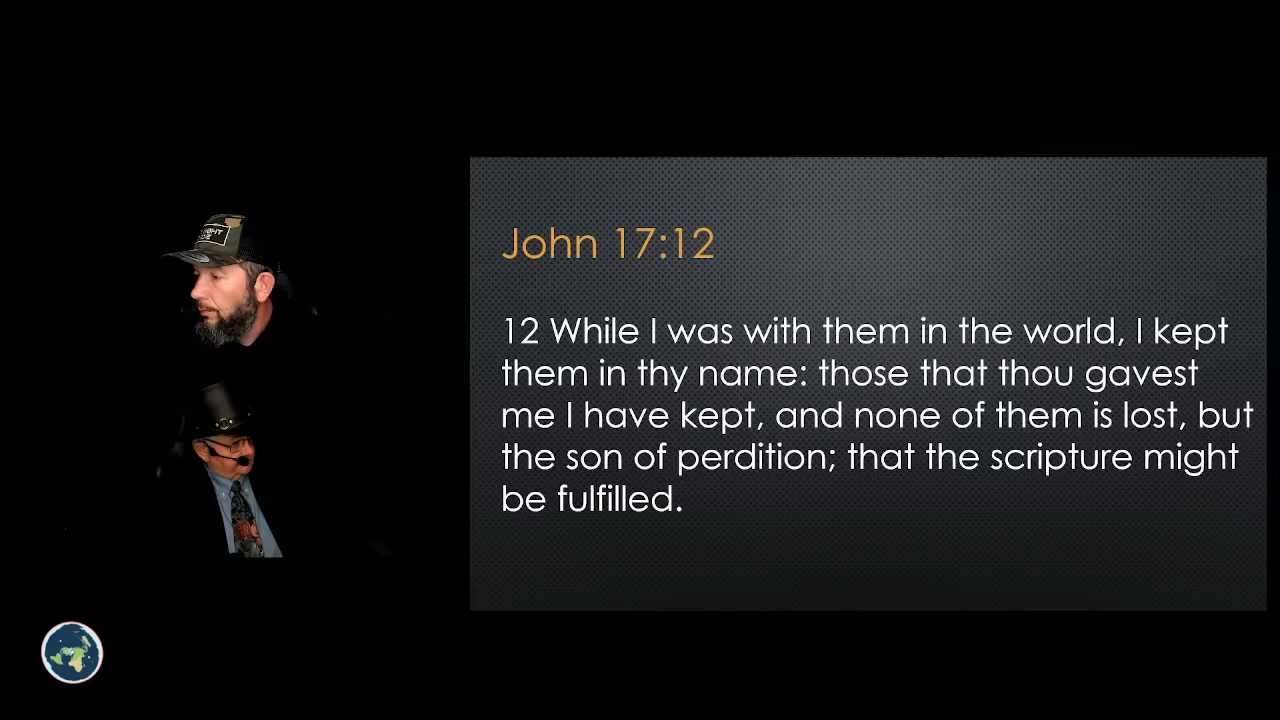 John 17:12
12 While I was with them in the world, I kept
them in thy name: those that thou gavest
me I have kept, and none of them is lost, but
the son of perdition; that the scripture might
be fulfilled.